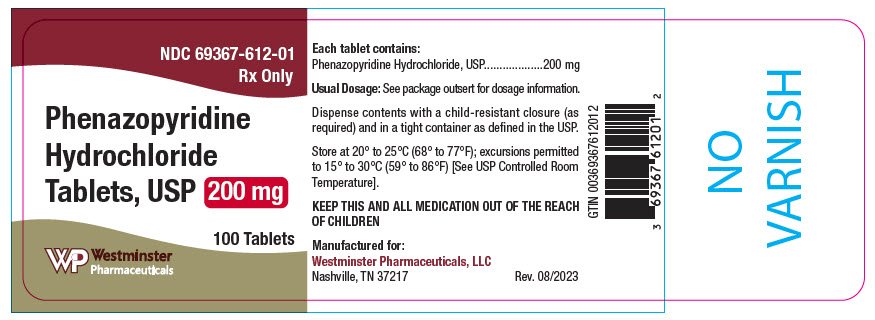 NDC 69367-612-01
Rx Only
Phenazopyridine
Hydrochloride
Tablets, USP 200 mg
100 Tablets
WP Westminster
Pharmaceuticals
Each tablet contains:
Phenazopyridine Hydrochloride, USP...................200 mg
Usual Dosage: See package outsert for dosage information.
Dispense contents with a child-resistant closure (as
required) and in a tight container as defined in the USP.
Store at 20° to 25°C (68° to 77°F); excursions permitted
to 15° to 30°C (59° to 86°F) [See USP Controlled Room
Temperature].
KEEP THIS AND ALL MEDICATION OUT OF THE REACH
OF CHILDREN
Manufactured for:
Westminster Pharmaceuticals, LLC
Nashville, TN 37217 Rev. 08/2023
GTIN 00369367612012
3 69367 61201 2
NO
VARNISH